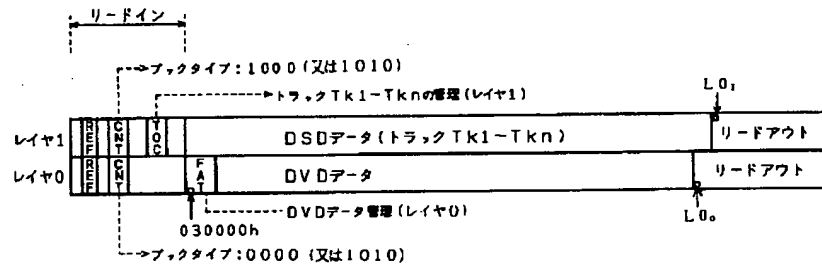 リードイン
ブックタイプ:1000(又は1010)
トラックTk1~Tknの管理(レイヤ1)
LO₁
レイヤ1 REF CNT TOC DSDデータ(トラックTk1~Tkn) リードアウト
レイヤ0 REF CNT FAT DVDデータ リードアウト
DVDデータ管理(レイヤ0)
LO₀
030000h
ブックタイプ:0000(又は1010)